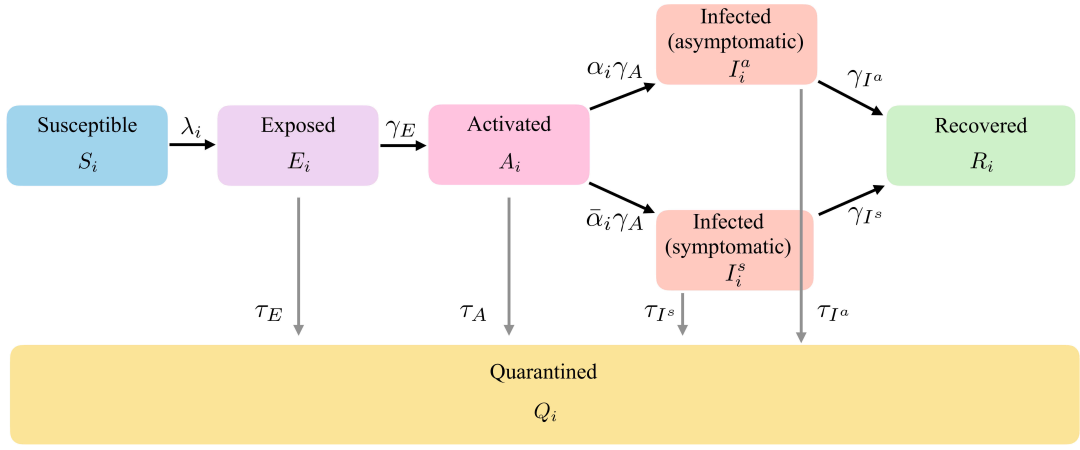 Susceptible
S_i
λ_i
Exposed
E_i
γ_E
Activated
A_i
α_iγ_A
ᾱ_iγ_A
Infected
(asymptomatic)
I_i^a
Infected
(symptomatic)
I_i^s
γ_{I^a}
γ_{I^s}
Recovered
R_i
τ_E
τ_A
τ_{I^s}
τ_{I^a}
Quarantined
Q_i